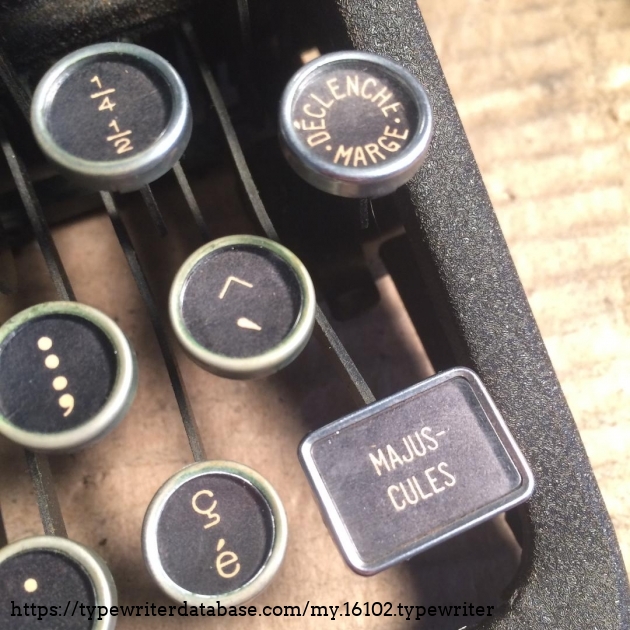 1/4
1/2
·DÉCLENCHE·
MARGE
^
`
:
;
MAJUS-
CULES
ç
é
.
https://typewriterdatabase.com/my.16102.typewriter